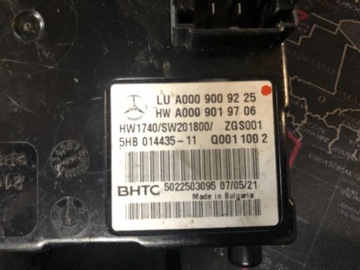 LU A000 900 92 25
HW A000 901 97 06
HW1740/SW201800/ ZGS001
5HB 014435-11 Q001 100 2
BHTC 5022503095 07/05/21
Made in Bulgaria